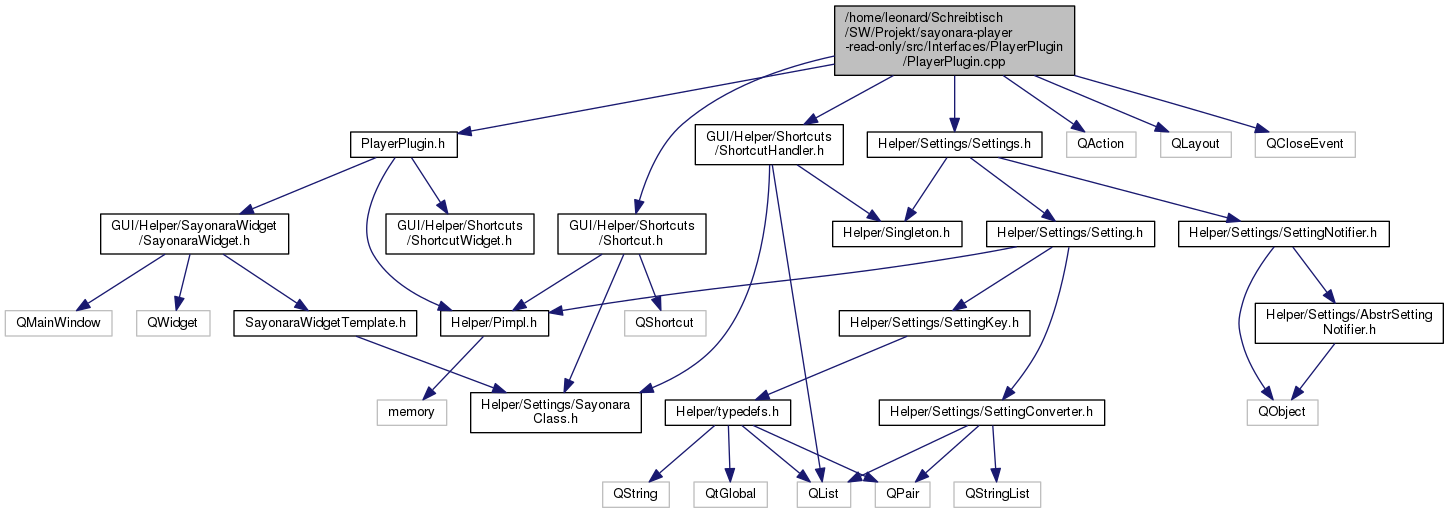 /home/leonard/Schreibtisch
/SW/Projekt/sayonara-player
-read-only/src/Interfaces/PlayerPlugin
/PlayerPlugin.cpp
PlayerPlugin.h
GUI/Helper/Shortcuts
/ShortcutHandler.h
Helper/Settings/Settings.h
QAction
QLayout
QCloseEvent
GUI/Helper/SayonaraWidget
/SayonaraWidget.h
GUI/Helper/Shortcuts
/ShortcutWidget.h
GUI/Helper/Shortcuts
/Shortcut.h
Helper/Singleton.h
Helper/Settings/Setting.h
Helper/Settings/SettingNotifier.h
QMainWindow
QWidget
SayonaraWidgetTemplate.h
Helper/Pimpl.h
QShortcut
Helper/Settings/SettingKey.h
Helper/Settings/AbstrSetting
Notifier.h
memory
Helper/Settings/Sayonara
Class.h
Helper/typedefs.h
Helper/Settings/SettingConverter.h
QObject
QString
QtGlobal
QList
QPair
QStringList